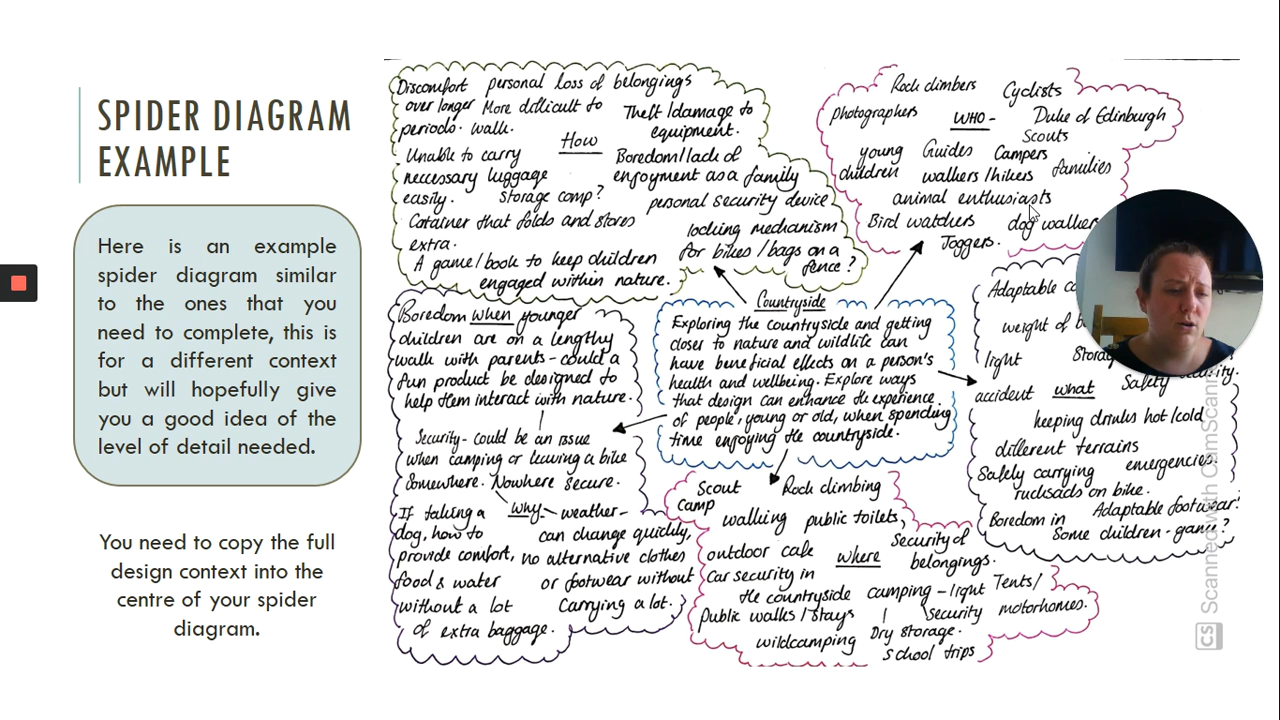 SPIDER DIAGRAM
EXAMPLE
Here is an example
spider diagram similar
to the ones that you
need to complete, this is
for a different context
but will hopefully give
you a good idea of the
level of detail needed.
You need to copy the full
design context into the
centre of your spider
diagram.
Discomfort personal loss of belongings
over longer More difficult to
periods. walk.
Theft/damage to
equipment.
How
Unable to carry
necessary luggage
easily.
Boredom/lack of
enjoyment as a family
Storage camp?
personal security device
Container that folds and stores
extra.
locking mechanism
for bikes/bags on a
fence?
A game/book to keep children
engaged within nature.
Rock climbers
Cyclists
photographers
WHO-
Duke of Edinburgh
Scouts
young
children
Guides
Campers
walkers/hikers
families
animal enthusiasts
Bird watchers
dog walkers
Joggers.
Countryside
Exploring the countryside and getting
closer to nature and wildlife can
have beneficial effects on a person's
health and wellbeing. Explore ways
that design can enhance the experience
of people, young or old, when spending
time enjoying the countryside.
Boredom when younger
children are on a lengthy
walk with parents - could a
fun product be designed to
help them interact with nature.
Security - could be an issue
when camping or leaving a bike
somewhere. Nowhere secure.
Why
If taking a
dog, how to
provide comfort,
food & water
without a lot
of extra baggage.
weather-
can change quickly,
no alternative clothes
or footwear without
Carrying a lot.
Adaptable
weight of
light
accident
what
Safety security.
keeping drinks hot/cold
different terrains
Safely carrying
rucksads on bike.
emergencies!
Adaptable footwear?
Boredom in
Some children-game?
Scout
Camp
Rock climbing
walking
public toilets,
outdoor cafe
where
Security of
belongings.
Car security in
the countryside
camping-light
Tents/
motorhomes.
Public walks/stays
Security
wildcamping
Dry storage.
School trips
CS
Scanned with CamScann